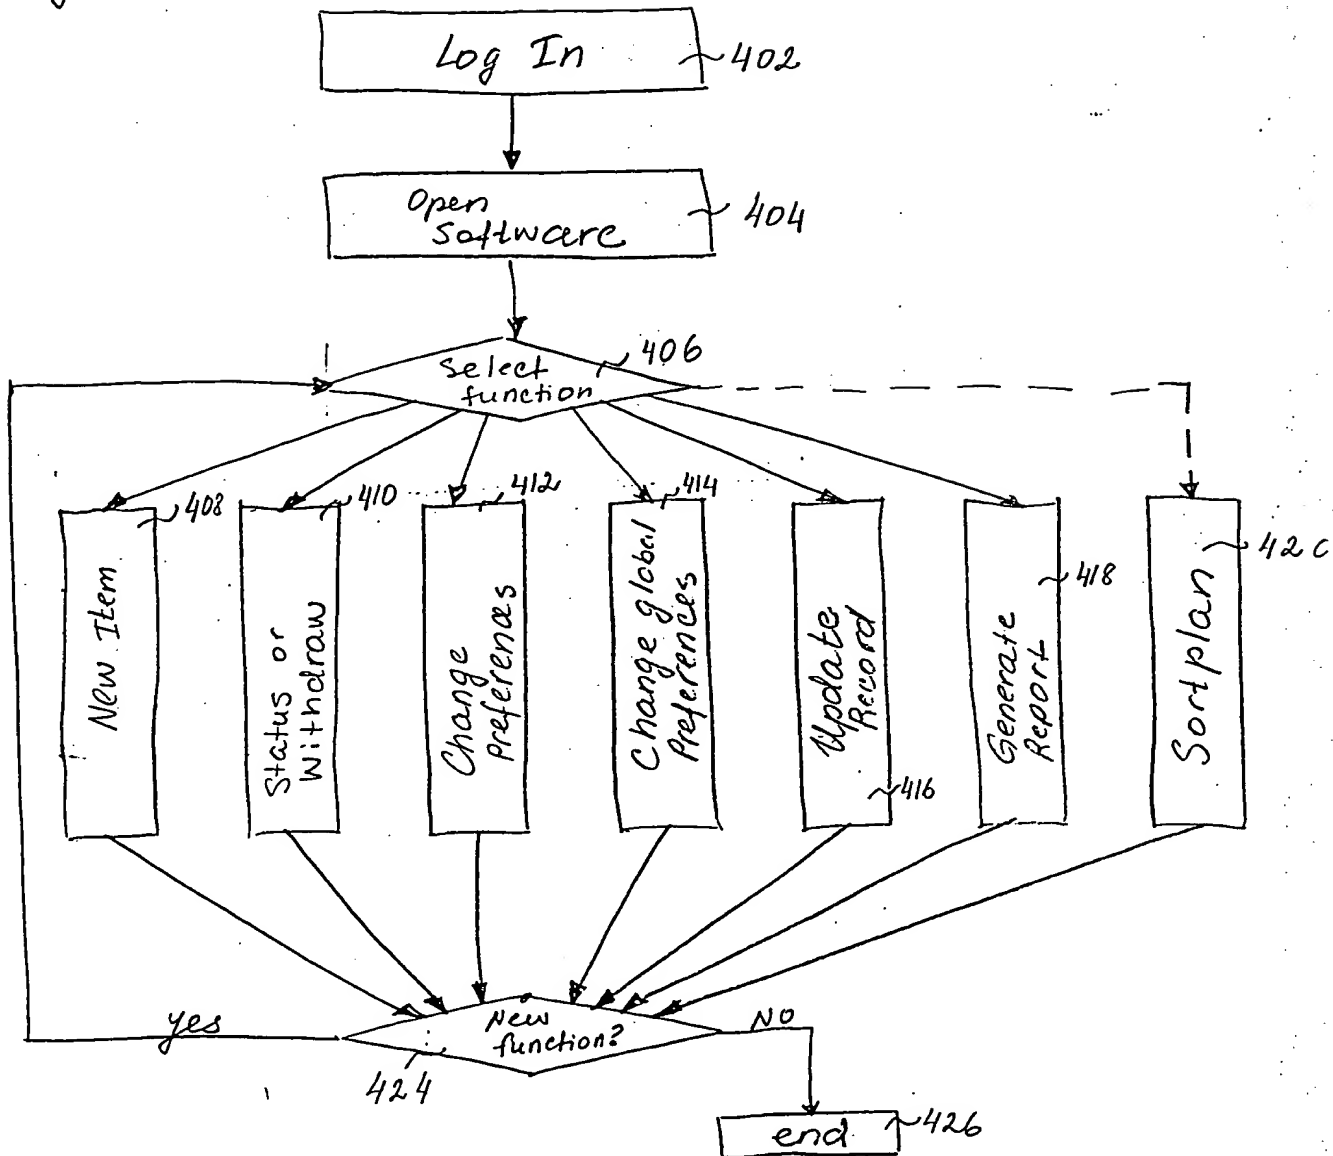 Log In
402
Open
Software
404
Select
function
406
408
410
412
414
New Item
Status or
Withdraw
Change
Preferences
Change global
Preferences
Update
Record
416
Generate
Report
418
Sortplan
42C
New
function?
424
yes
NO
end
426